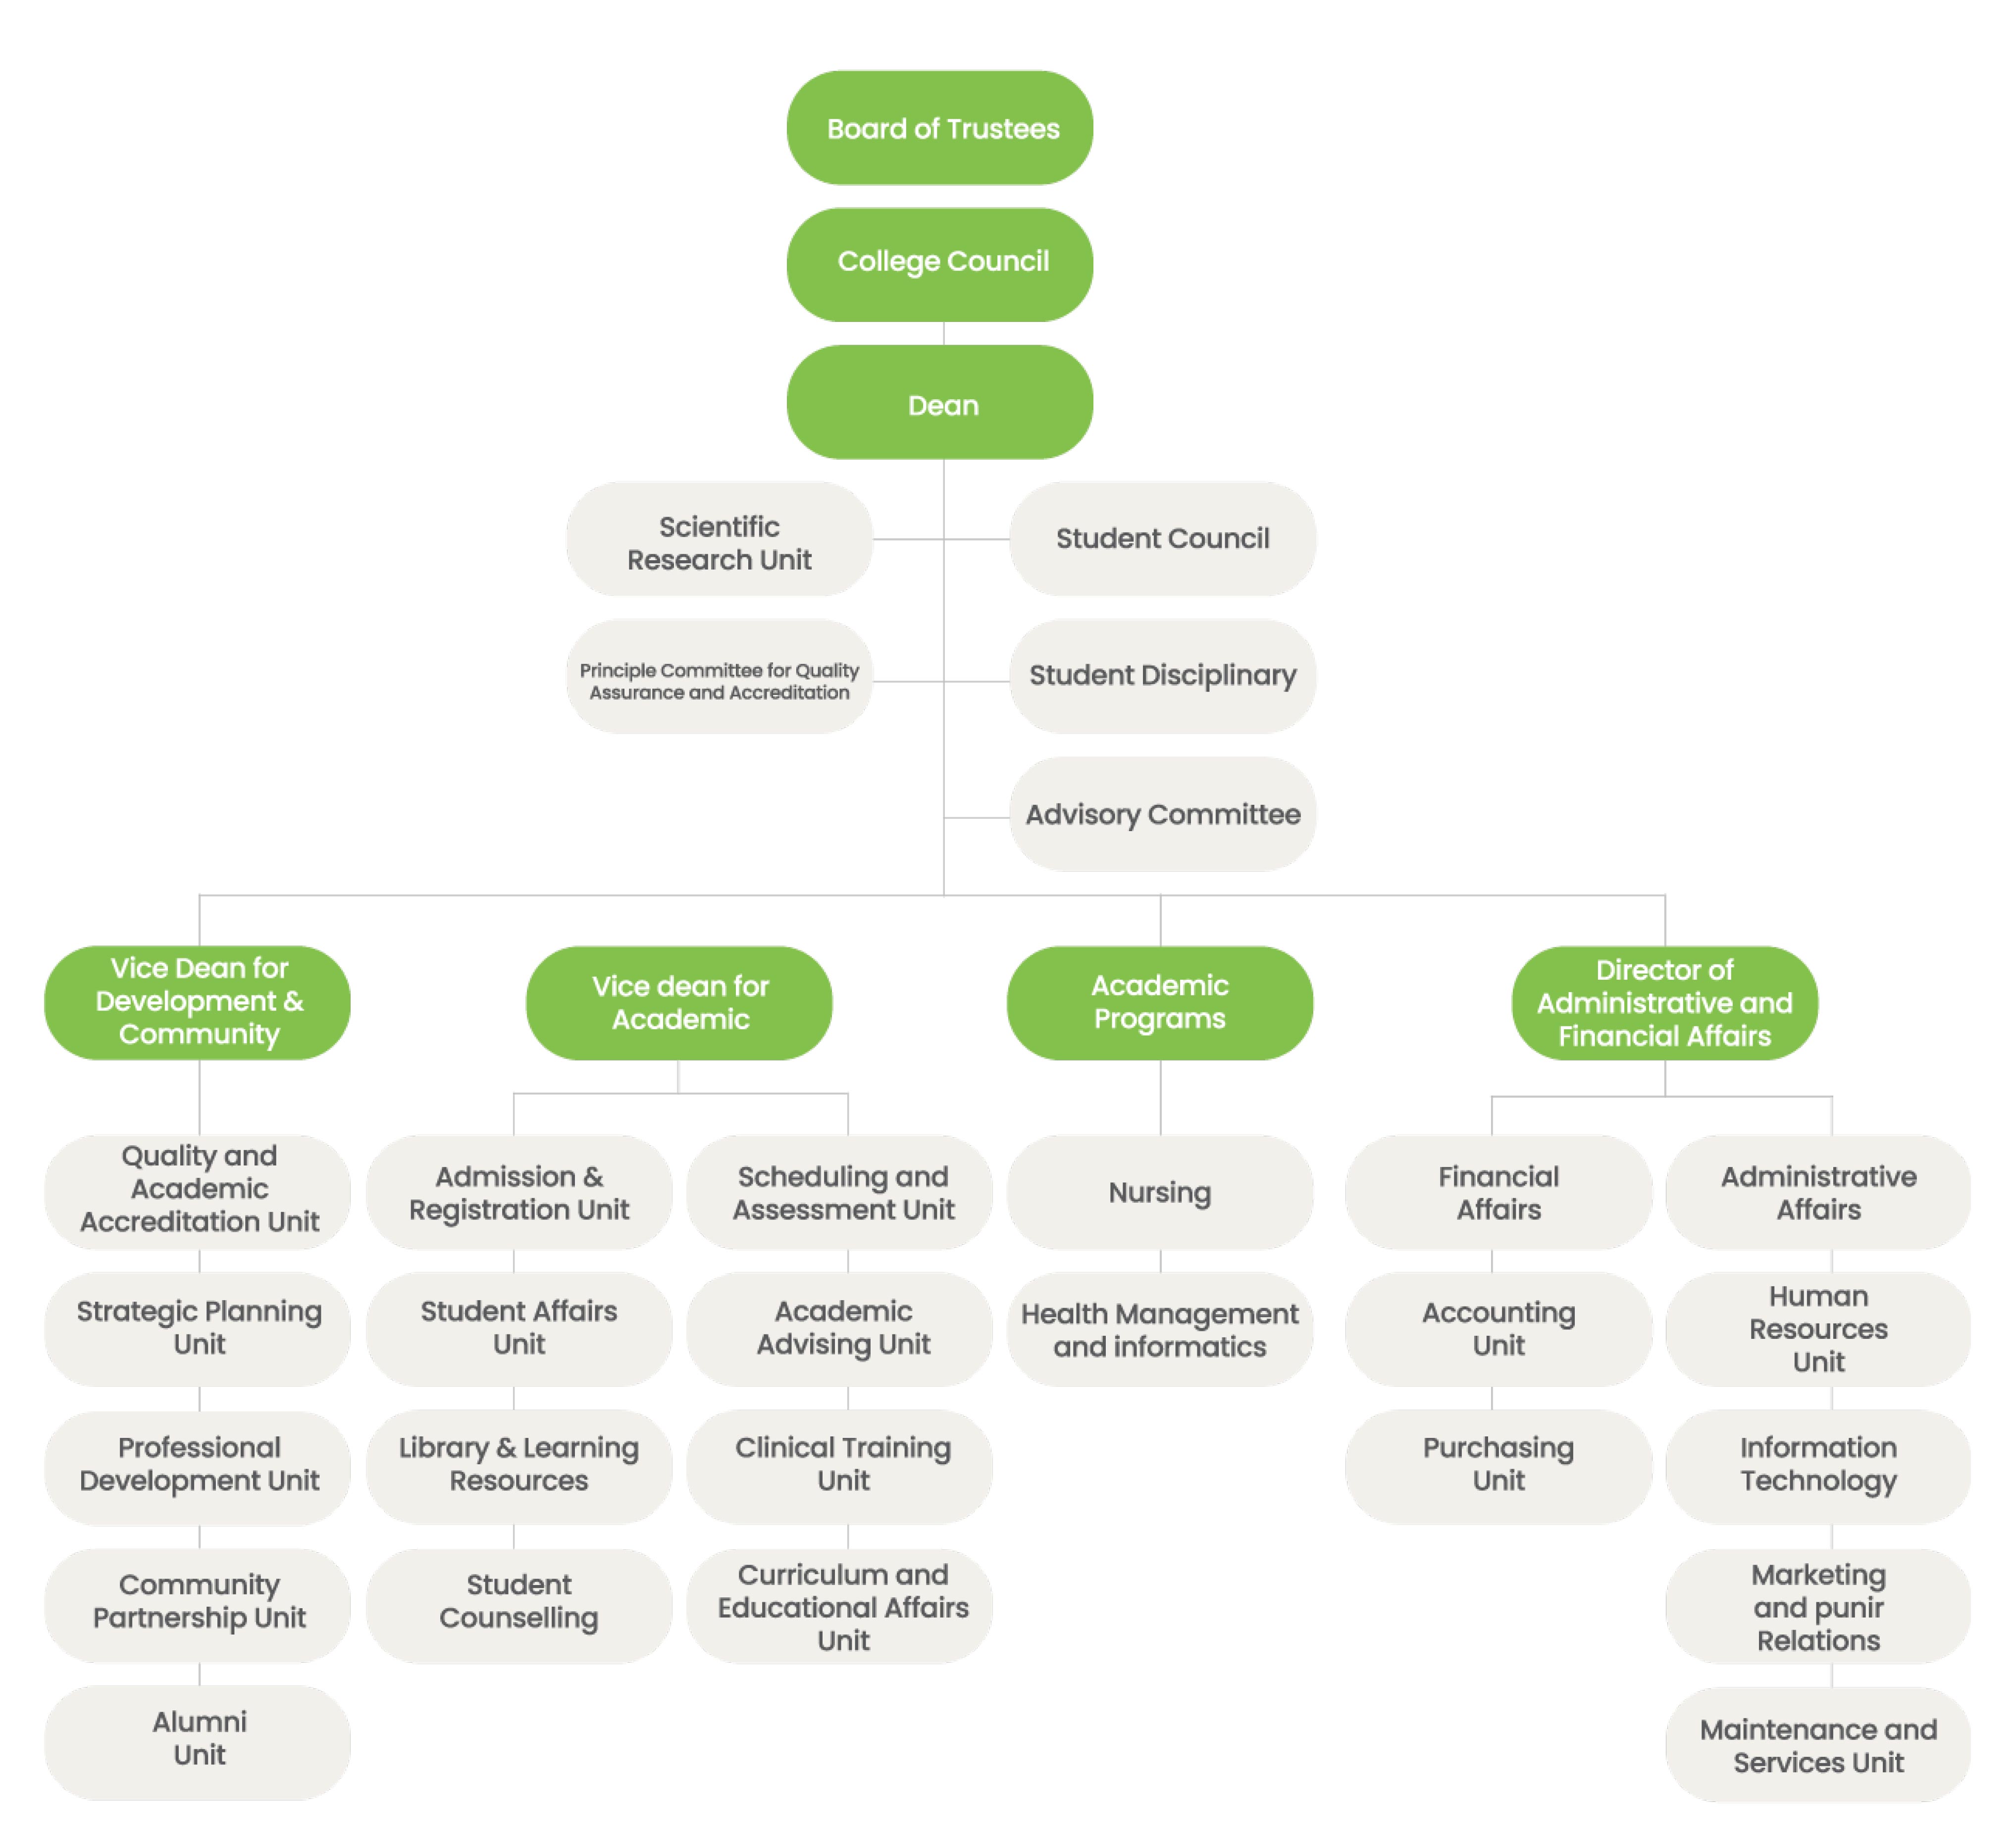 Board of Trustees
College Council
Dean
Scientific
Research Unit
Student Council
Principle Committee for Quality
Assurance and Accreditation
Student Disciplinary
Advisory Committee
Vice Dean for
Development &
Community
Vice dean for
Academic
Academic
Programs
Director of
Administrative and
Financial Affairs
Quality and
Academic
Accreditation Unit
Strategic Planning
Unit
Professional
Development Unit
Community
Partnership Unit
Alumni
Unit
Admission &
Registration Unit
Student Affairs
Unit
Library & Learning
Resources
Student
Counselling
Scheduling and
Assessment Unit
Academic
Advising Unit
Clinical Training
Unit
Curriculum and
Educational Affairs
Unit
Nursing
Health Management
and informatics
Financial
Affairs
Accounting
Unit
Purchasing
Unit
Administrative
Affairs
Human
Resources
Unit
Information
Technology
Marketing
and punir
Relations
Maintenance and
Services Unit